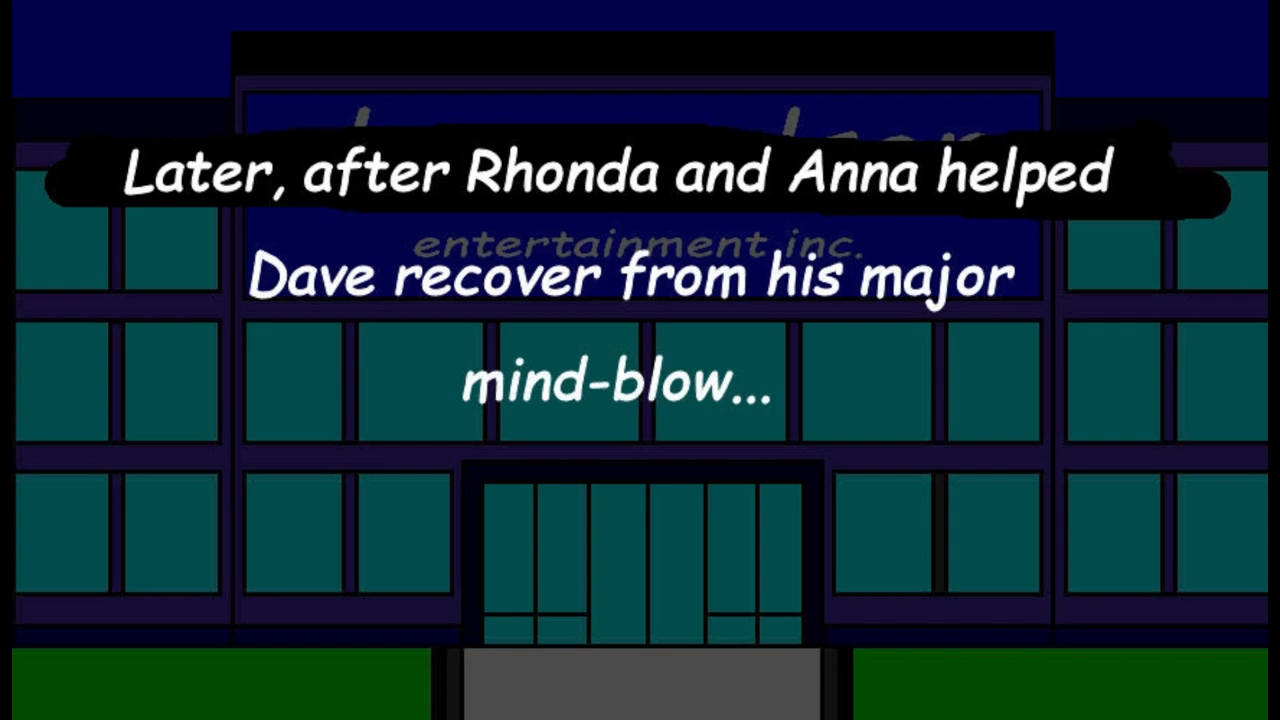 Later, after Rhonda and Anna helped
entertainment inc.
Dave recover from his major
mind-blow...